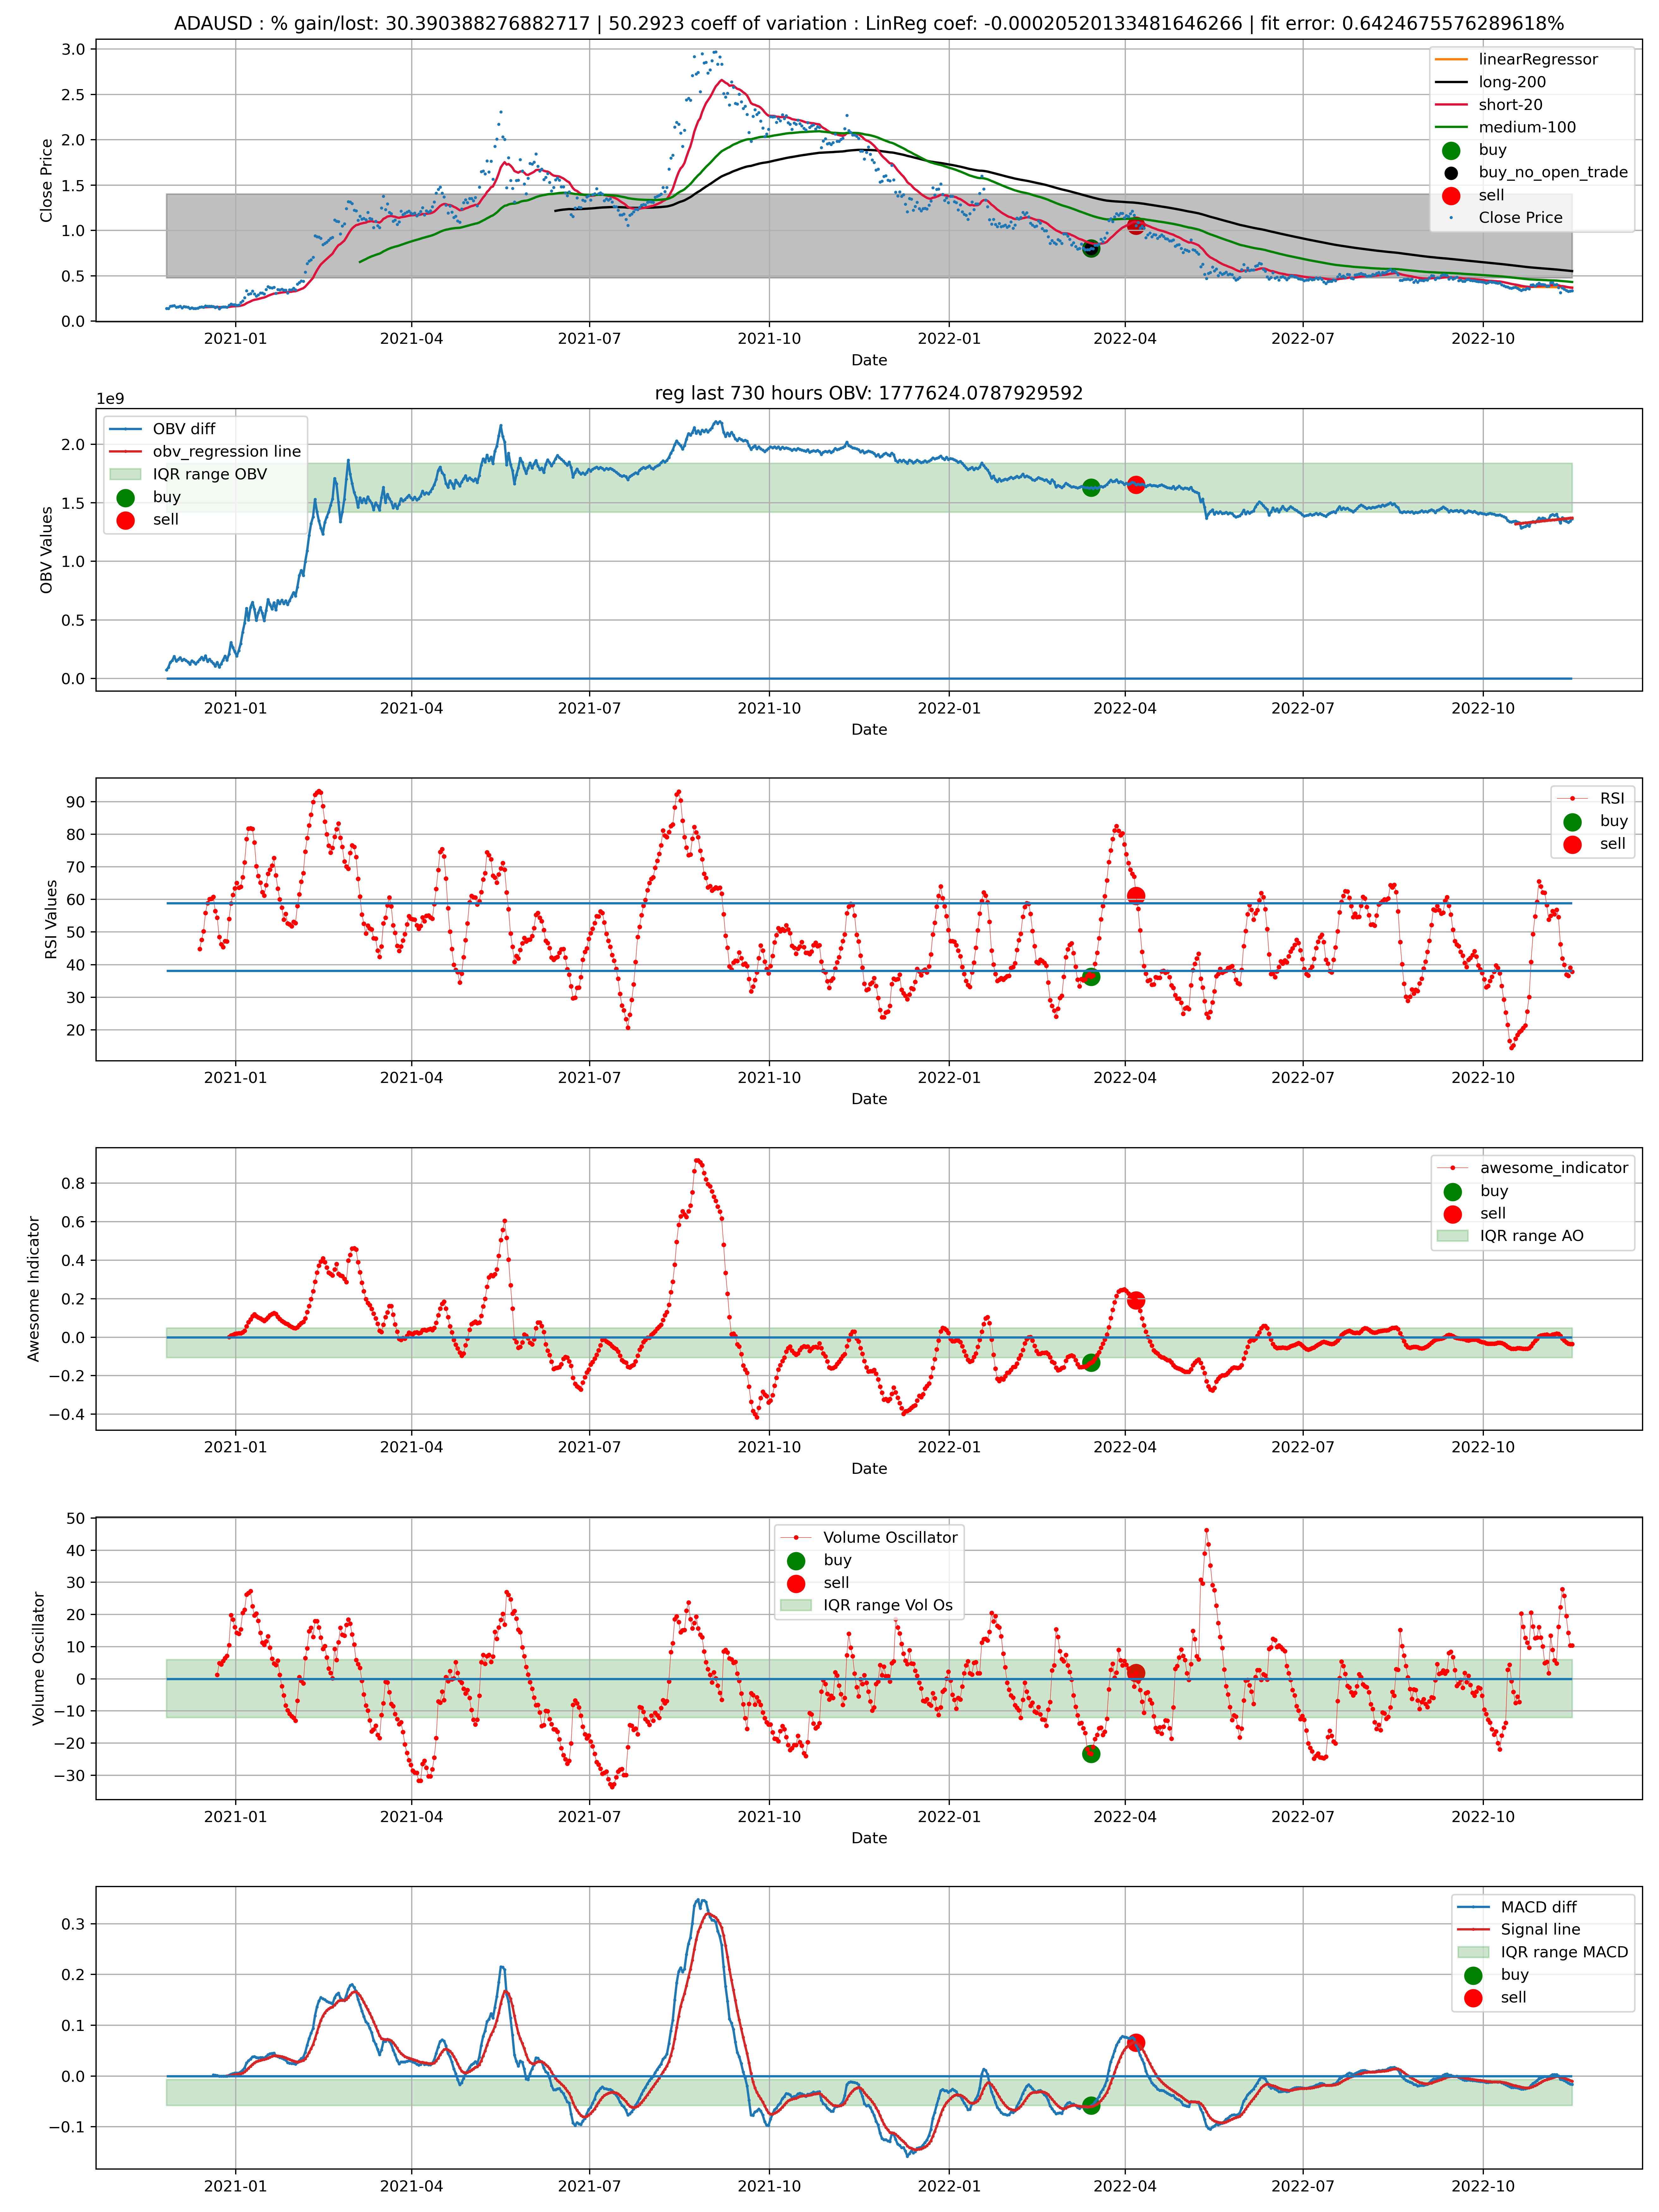 ADAUSD : % gain/lost: 30.390388276882717 | 50.2923 coeff of variation : LinReg coef: -0.00020520133481646266 | fit error: 0.6424675576289618%
3.0
2.5
2.0
1.5
1.0
0.5
0.0
Close Price
linearRegressor
long-200
short-20
medium-100
buy
buy_no_open_trade
sell
Close Price
2021-01 2021-04 2021-07 2021-10 2022-01 2022-04 2022-07 2022-10
Date
reg last 730 hours OBV: 1777624.0787929592
1e9
2.0
1.5
1.0
0.5
0.0
OBV Values
OBV diff
obv_regression line
IQR range OBV
buy
sell
2021-01 2021-04 2021-07 2021-10 2022-01 2022-04 2022-07 2022-10
Date
90
80
70
60
50
40
30
20
RSI Values
RSI
buy
sell
2021-01 2021-04 2021-07 2021-10 2022-01 2022-04 2022-07 2022-10
Date
0.8
0.6
0.4
0.2
0.0
−0.2
−0.4
Awesome Indicator
awesome_indicator
buy
sell
IQR range AO
2021-01 2021-04 2021-07 2021-10 2022-01 2022-04 2022-07 2022-10
Date
50
40
30
20
10
0
−10
−20
−30
Volume Oscillator
Volume Oscillator
buy
sell
IQR range Vol Os
2021-01 2021-04 2021-07 2021-10 2022-01 2022-04 2022-07 2022-10
Date
0.3
0.2
0.1
0.0
−0.1
MACD diff
Signal line
IQR range MACD
buy
sell
2021-01 2021-04 2021-07 2021-10 2022-01 2022-04 2022-07 2022-10